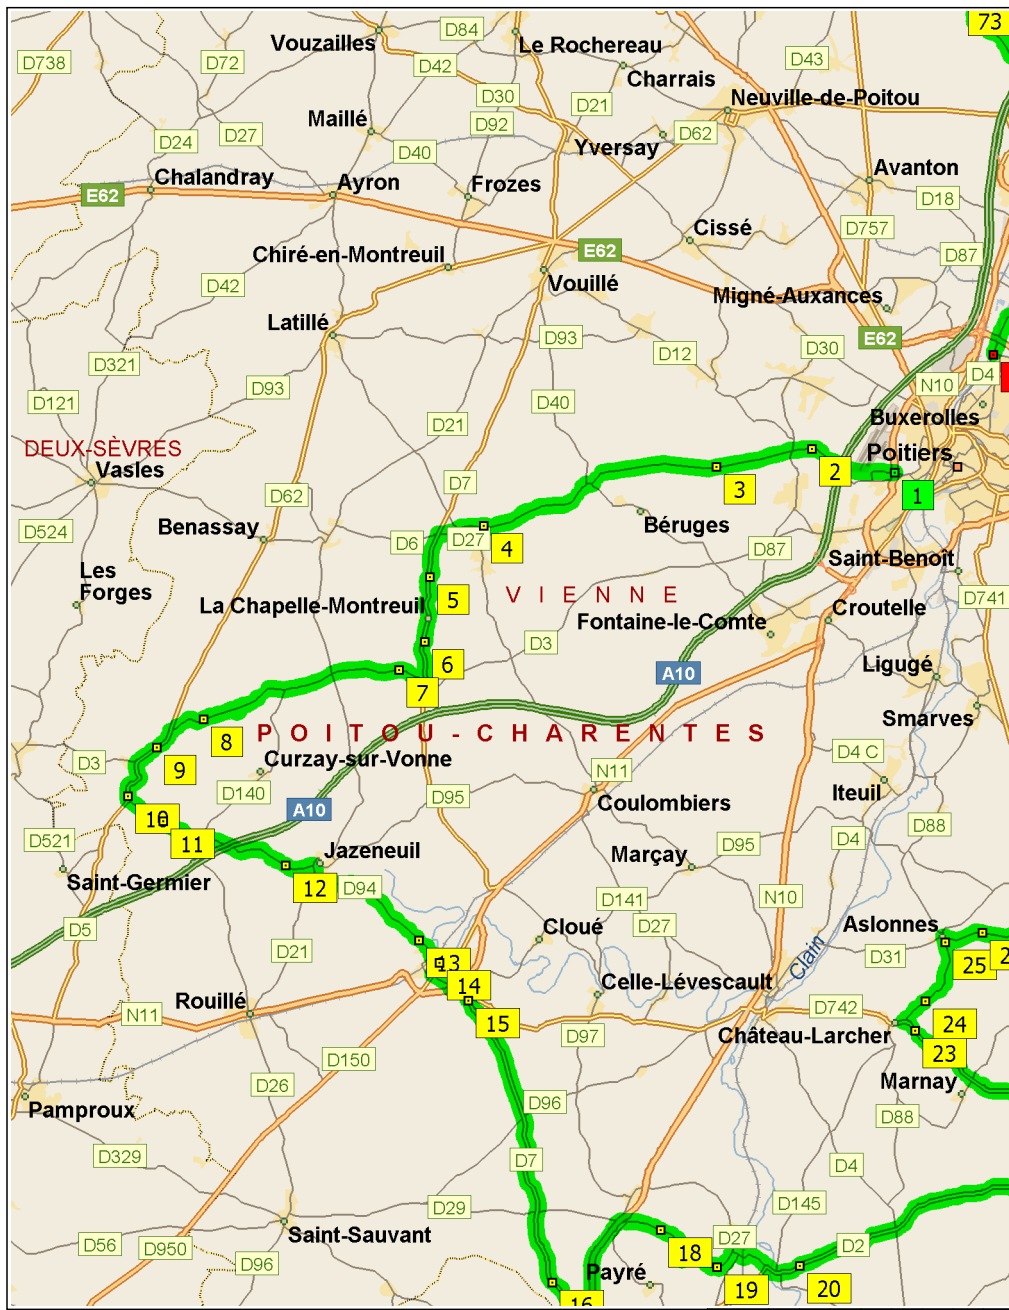 73
Vouzailles
D84
Le Rochereau
D738
D72
D42
Charrais
D43
D30
D21
Neuville-de-Poitou
Maillé
D92
D24
D27
D62
Yversay
D40
Avanton
Chalandray
Ayron
Frozes
E62
D18
D757
Cissé
Chiré-en-Montreuil
E62
D87
D42
Vouillé
Migné-Auxances
Latillé
D93
E62
D12
D30
D321
D4
D93
N10
D121
D40
Buxerolles
D21
DEUX-SÈVRES
Poitiers
Vasles
2
D7
3
1
D62
Béruges
D524
Benassay
D6
D27
4
D87
Saint-Benoît
Les
Forges
VIENNE
5
D741
La Chapelle-Montreuil
Croutelle
Fontaine-le-Comte
D3
6
Ligugé
A10
7
Smarves
POITOU-CHARENTES
8
D4 C
D3
9
Curzay-sur-Vonne
N11
D140
Iteuil
D95
Coulombiers
A10
10
D88
D521
11
D4
D95
Jazeneuil
Marçay
Saint-Germier
12
D94
N10
D141
D5
Cloué
D27
Aslonnes
D21
D31
13
25
2
Clain
14
Celle-Lévescault
Rouillé
N11
D742
15
24
D97
Château-Larcher
D150
23
D26
Marnay
Pamproux
D96
D88
D329
D7
D4
D29
D145
Saint-Sauvant
D56
D950
D27
D2
18
D96
Payré
19
20
16